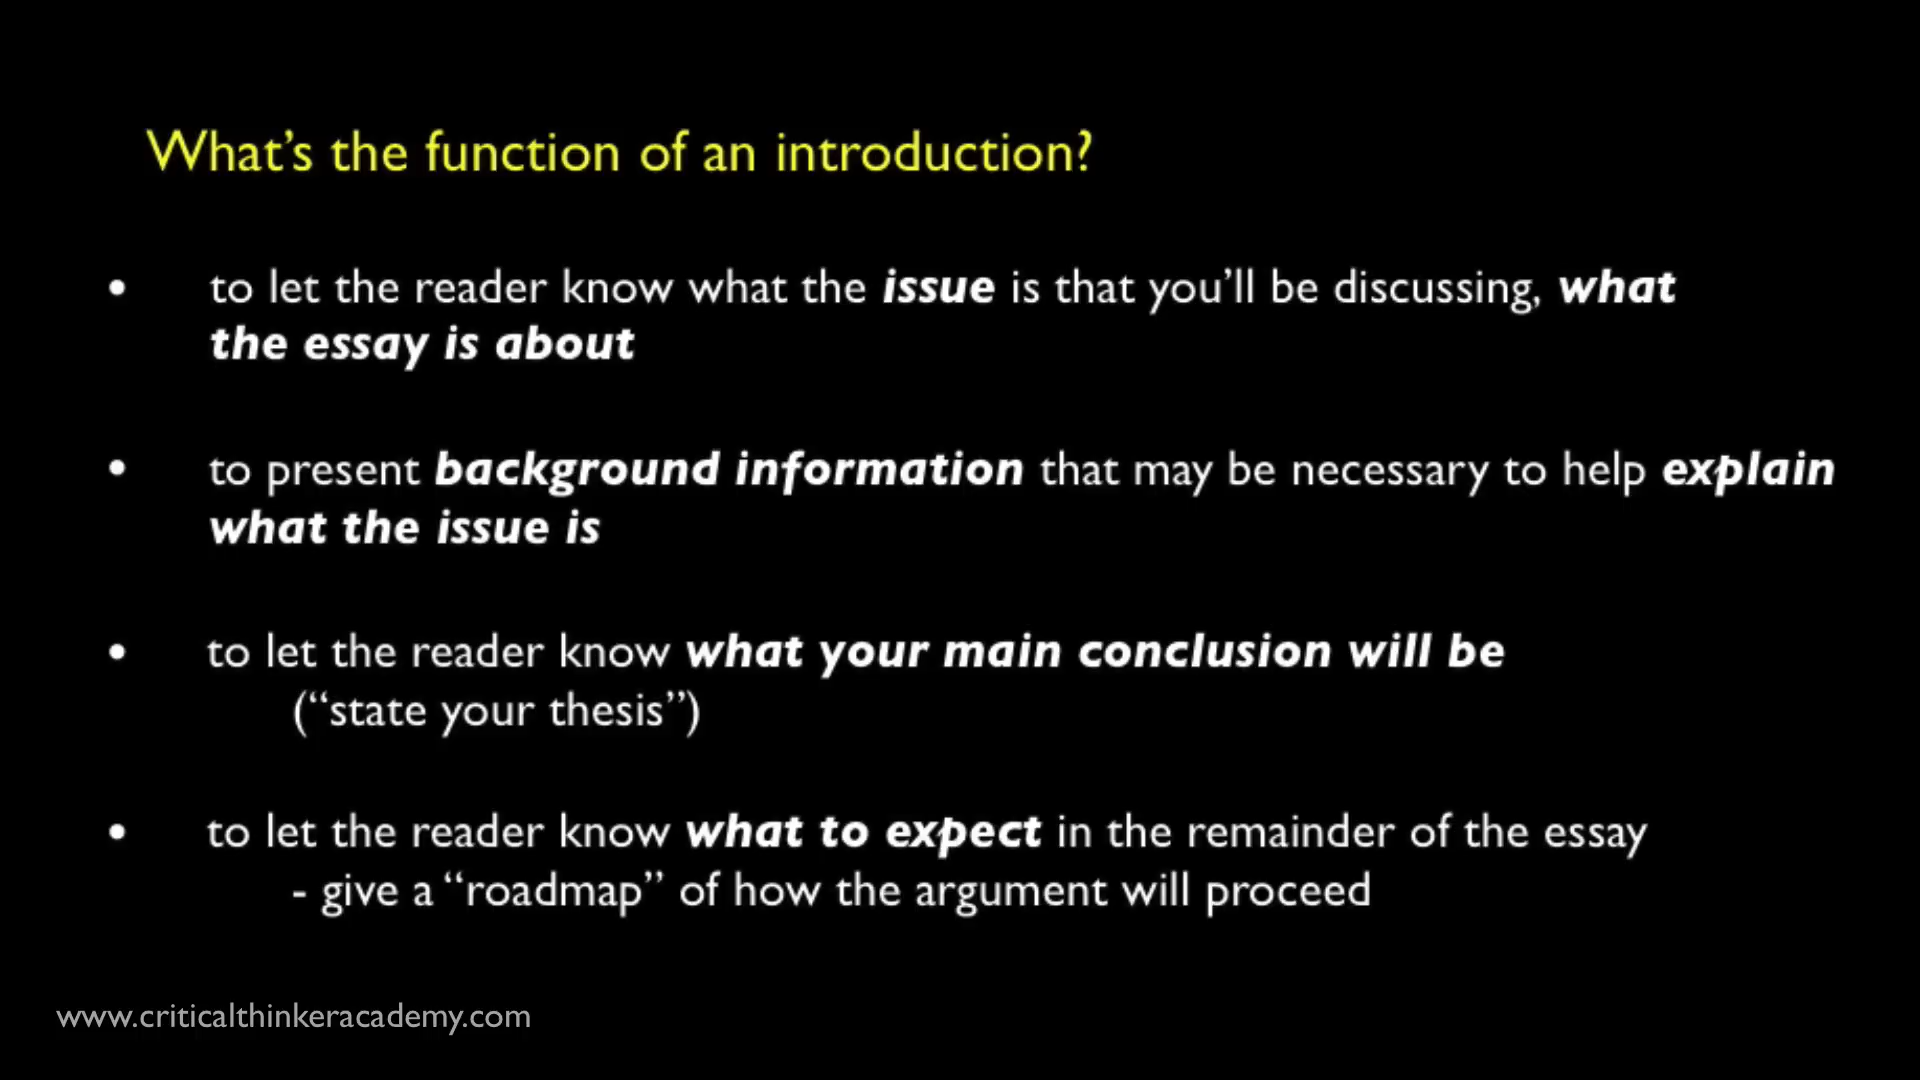 What’s the function of an introduction?
• to let the reader know what the issue is that you’ll be discussing, what
the essay is about
• to present background information that may be necessary to help explain
what the issue is
• to let the reader know what your main conclusion will be
(“state your thesis”)
• to let the reader know what to expect in the remainder of the essay
- give a “roadmap” of how the argument will proceed
www.criticalthinkeracademy.com